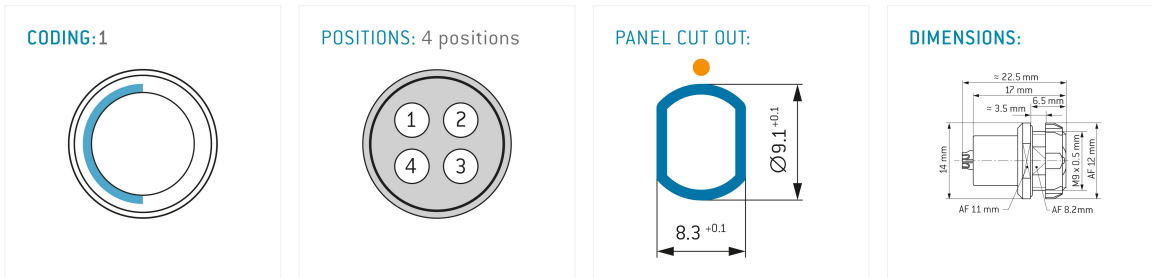 CODING: 1
POSITIONS: 4 positions
1 2
4 3
PANEL CUT OUT:
Ø9.1 +0.1
8.3 +0.1
DIMENSIONS:
≈ 22.5 mm
17 mm
6.5 mm
≈ 3.5 mm
14 mm
M9 x 0.5 mm
AF 12 mm
AF 11 mm
AF 8.2mm